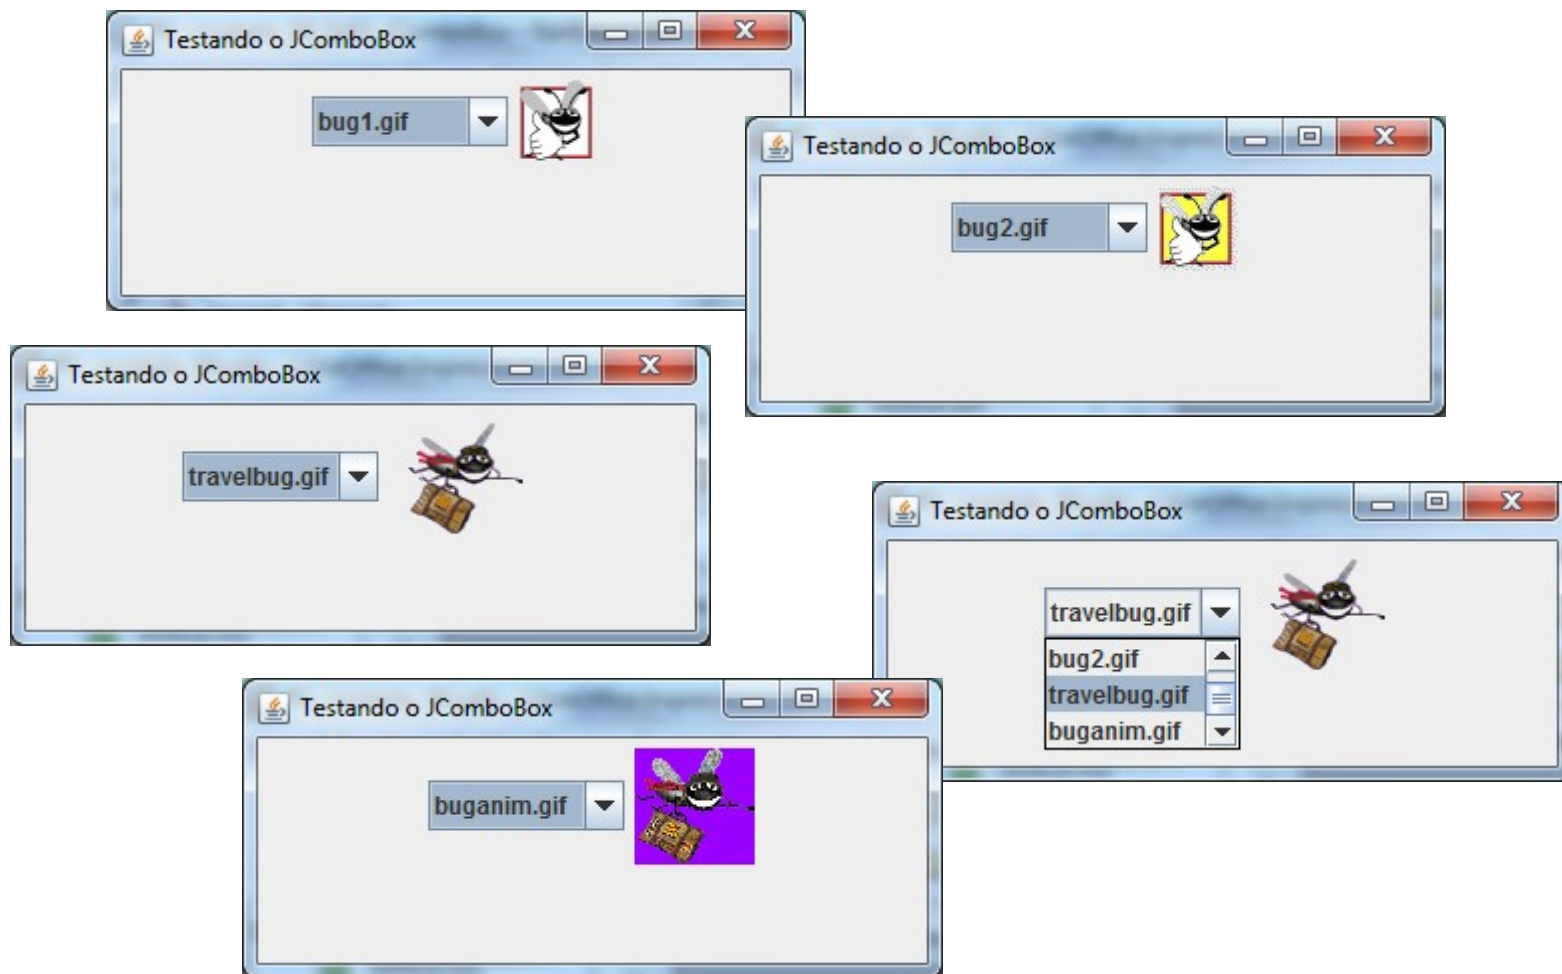 Testando o JComboBox
bug1.gif
Testando o JComboBox
bug2.gif
Testando o JComboBox
travelbug.gif
Testando o JComboBox
travelbug.gif
bug2.gif
travelbug.gif
buganim.gif
Testando o JComboBox
buganim.gif